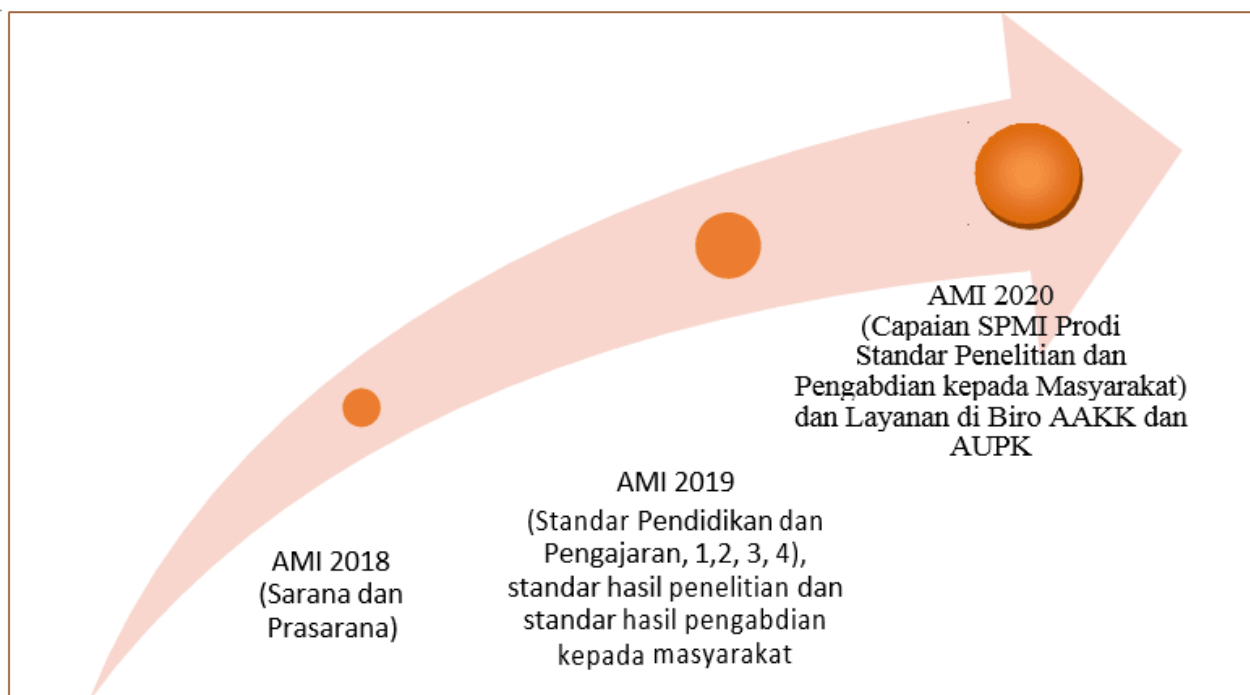 AMI 2018
(Sarana dan
Prasarana)
AMI 2019
(Standar Pendidikan dan
Pengajaran, 1,2, 3, 4),
standar hasil penelitian dan
standar hasil pengabdian
kepada masyarakat
AMI 2020
(Capaian SPMI Prodi
Standar Penelitian dan
Pengabdian kepada Masyarakat)
dan Layanan di Biro AAKK dan
AUPK